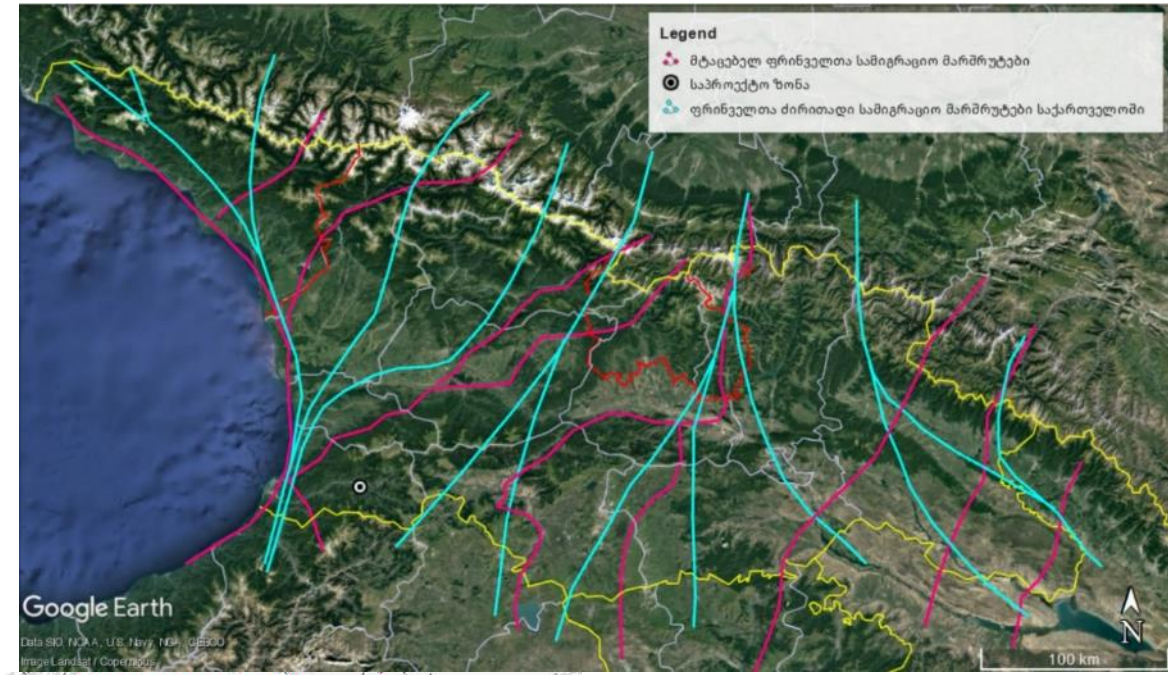 Legend
მტაცებელ ფრინველთა სამიგრაციო მარშრუტები
საპროექტო ზონა
ფრინველთა ძირითადი სამიგრაციო მარშრუტები საქართველოში
Google Earth
Data SIO, NOAA, U.S. Navy, NGA, GEBCO
Image Landsat / Copernicus
N
100 km